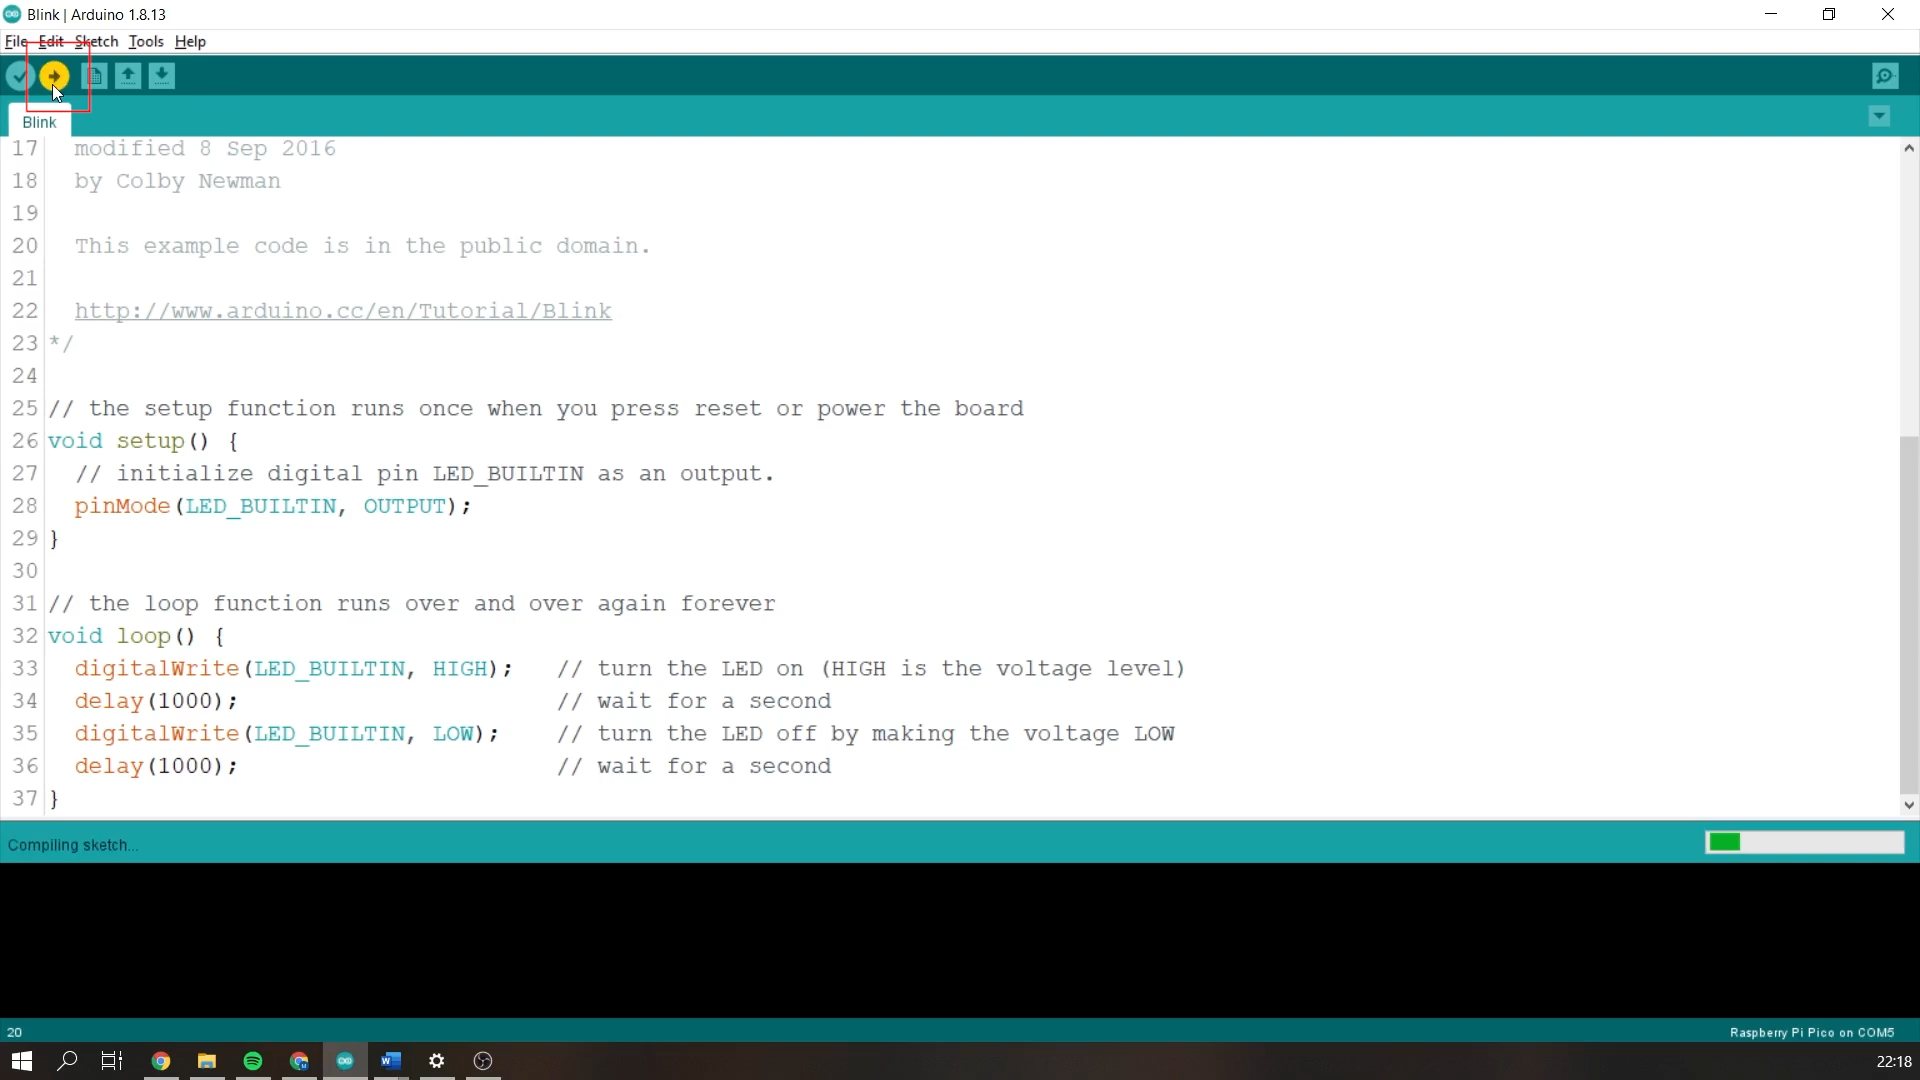 Blink | Arduino 1.8.13
File Edit Sketch Tools Help
Blink
17 modified 8 Sep 2016
18 by Colby Newman
19
20 This example code is in the public domain.
21
22 http://www.arduino.cc/en/Tutorial/Blink
23 */
24
25 // the setup function runs once when you press reset or power the board
26 void setup() {
27 // initialize digital pin LED_BUILTIN as an output.
28 pinMode(LED_BUILTIN, OUTPUT);
29 }
30
31 // the loop function runs over and over again forever
32 void loop() {
33 digitalWrite(LED_BUILTIN, HIGH); // turn the LED on (HIGH is the voltage level)
34 delay(1000); // wait for a second
35 digitalWrite(LED_BUILTIN, LOW); // turn the LED off by making the voltage LOW
36 delay(1000); // wait for a second
37 }
Compiling sketch...
20 Raspberry Pi Pico on COM5
22:18